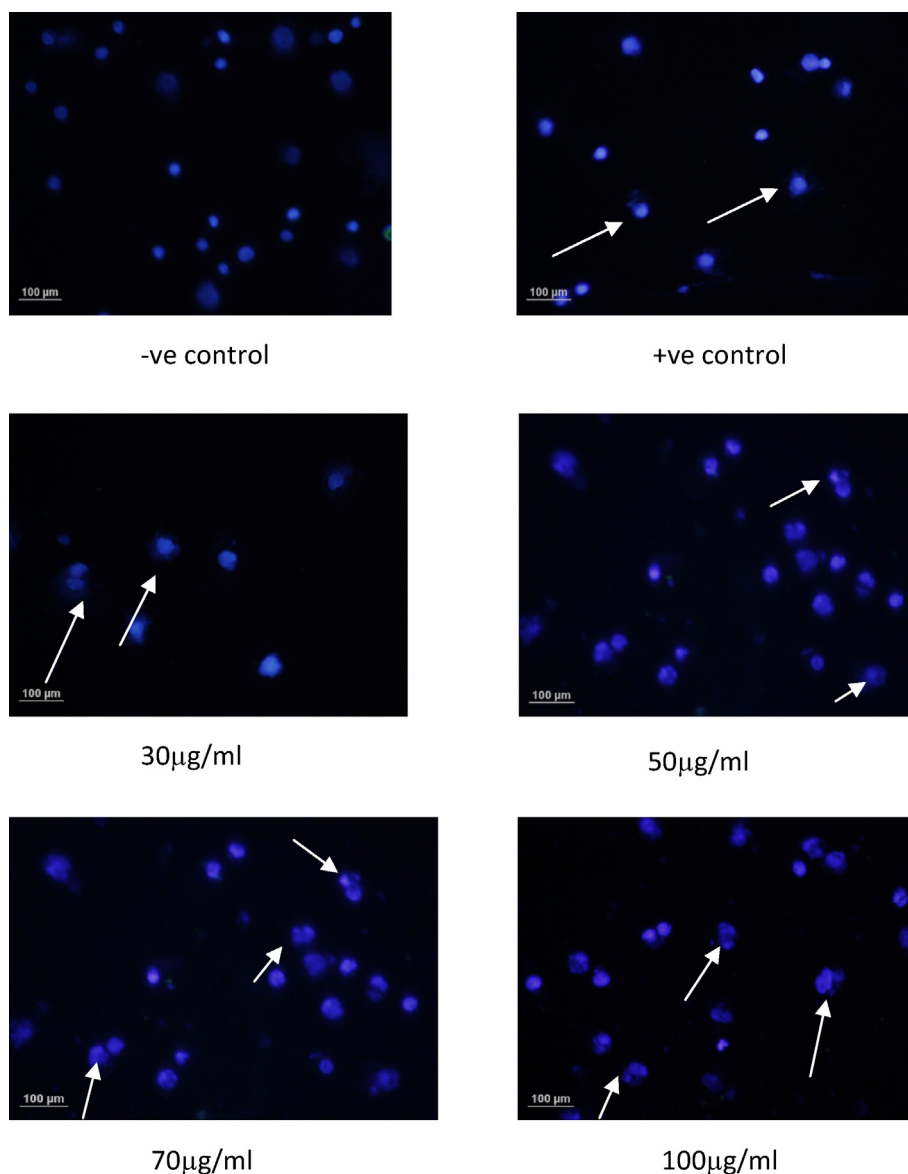 100 µm
100 µm
-ve control
+ve control
100 µm
100 µm
30µg/ml
50µg/ml
100 µm
100 µm
70µg/ml
100µg/ml